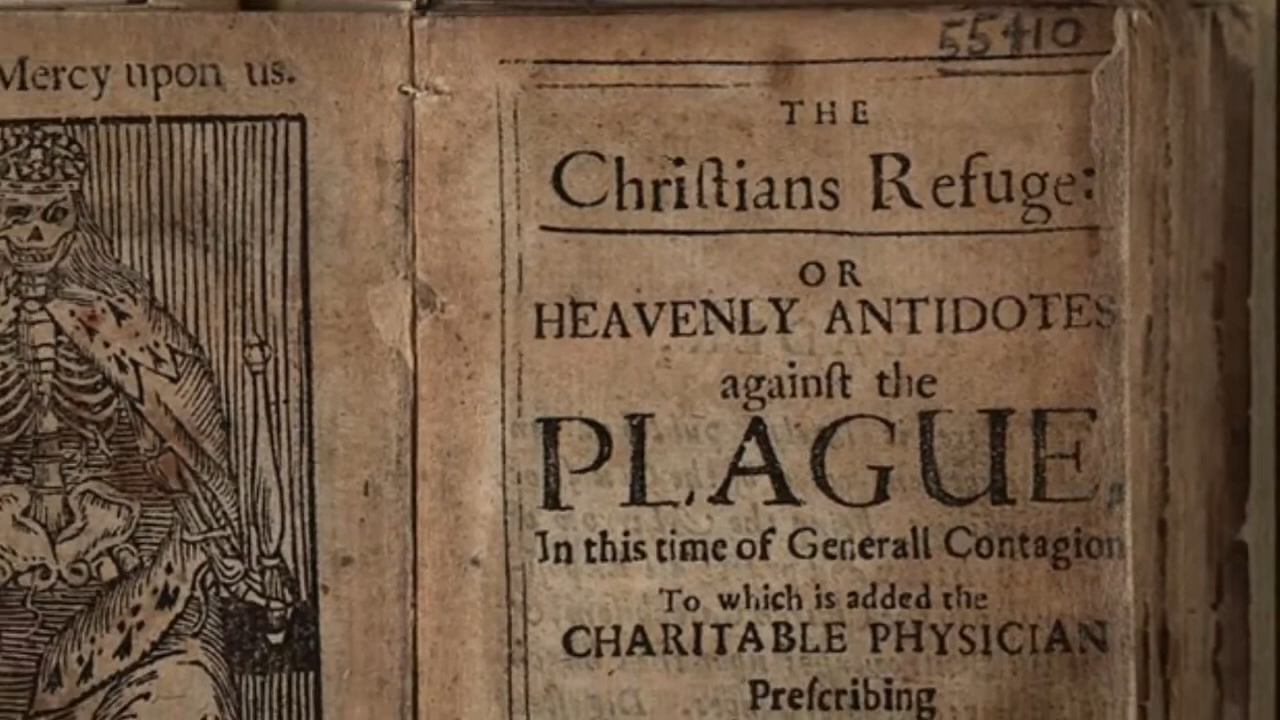 Mercy upon us.
55410
THE
Chriſtians Refuge:
OR
HEAVENLY ANTIDOTES
againſt the
PLAGUE,
In this time of Generall Contagion
To which is added the
CHARITABLE PHYSICIAN
Preſcribing